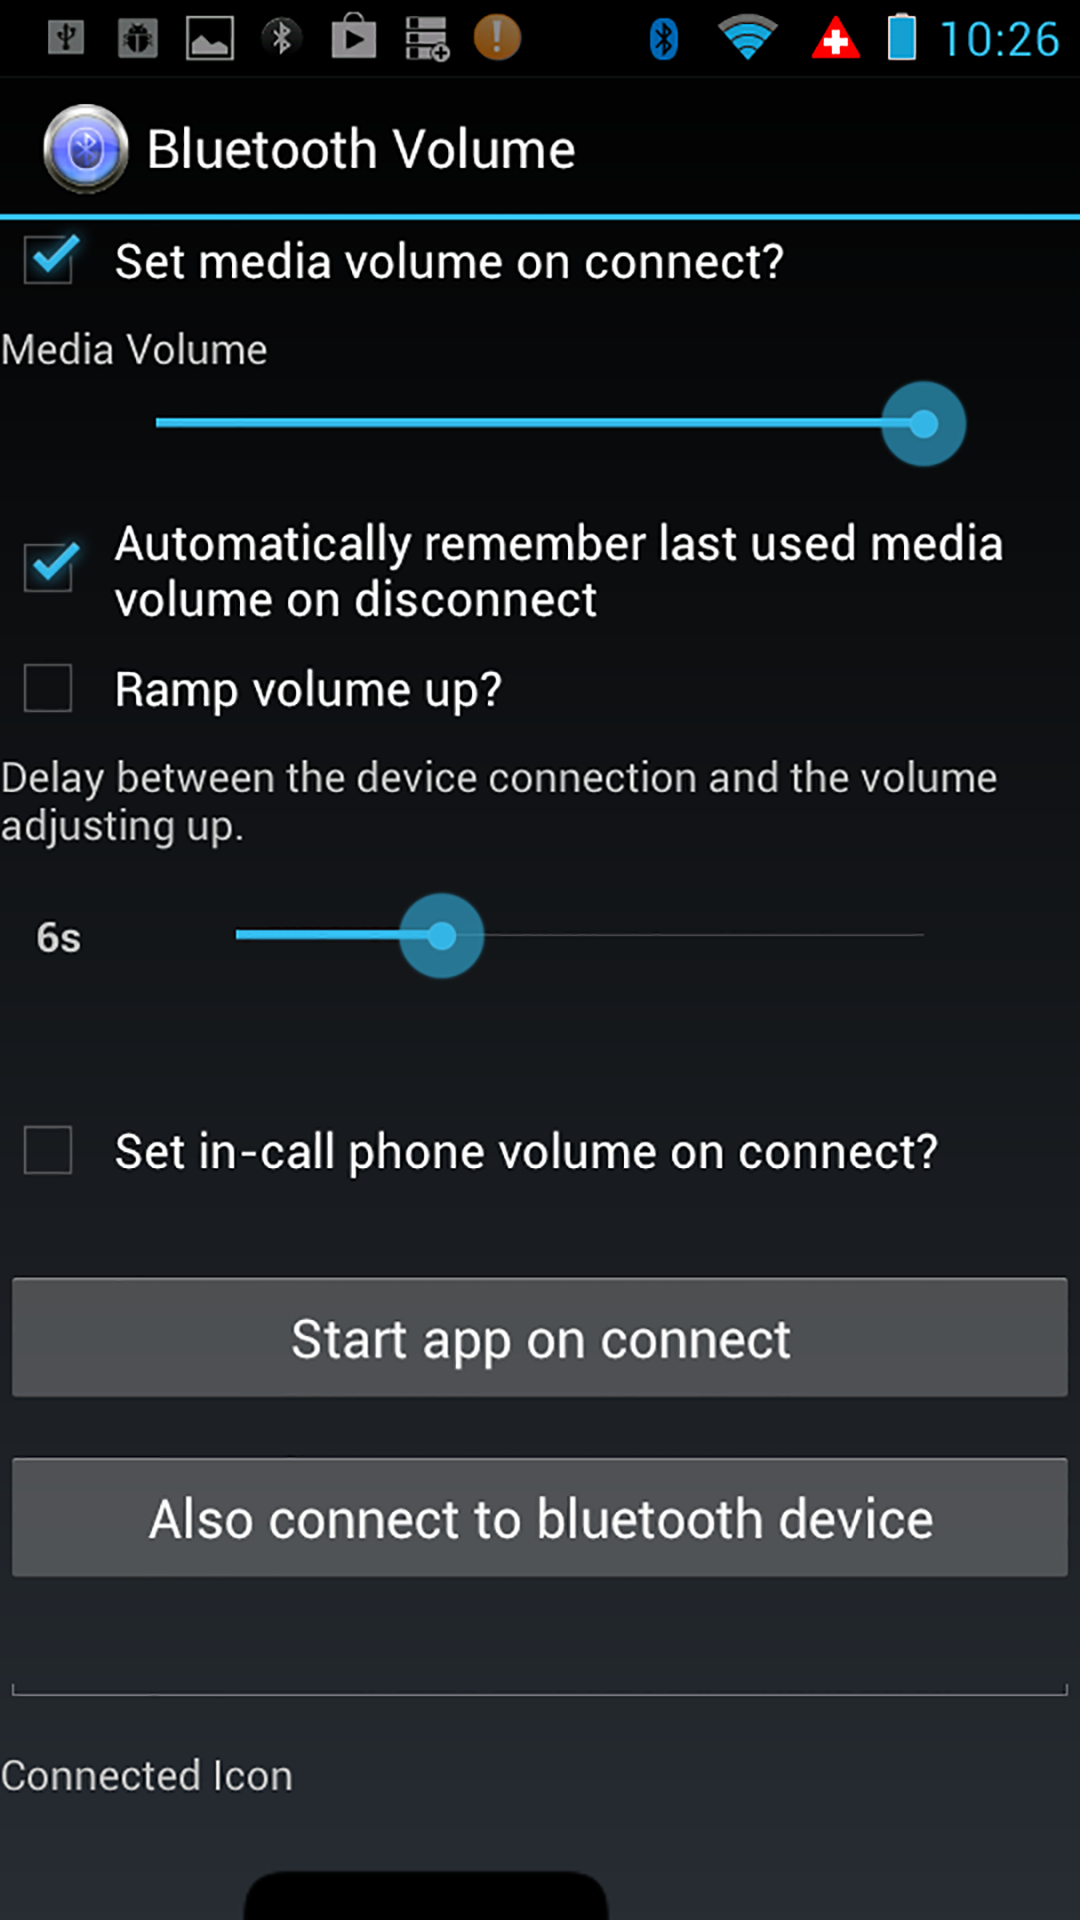 10:26
Bluetooth Volume
Set media volume on connect?
Media Volume
Automatically remember last used media
volume on disconnect
Ramp volume up?
Delay between the device connection and the volume
adjusting up.
6s
Set in-call phone volume on connect?
Start app on connect
Also connect to bluetooth device
Connected Icon